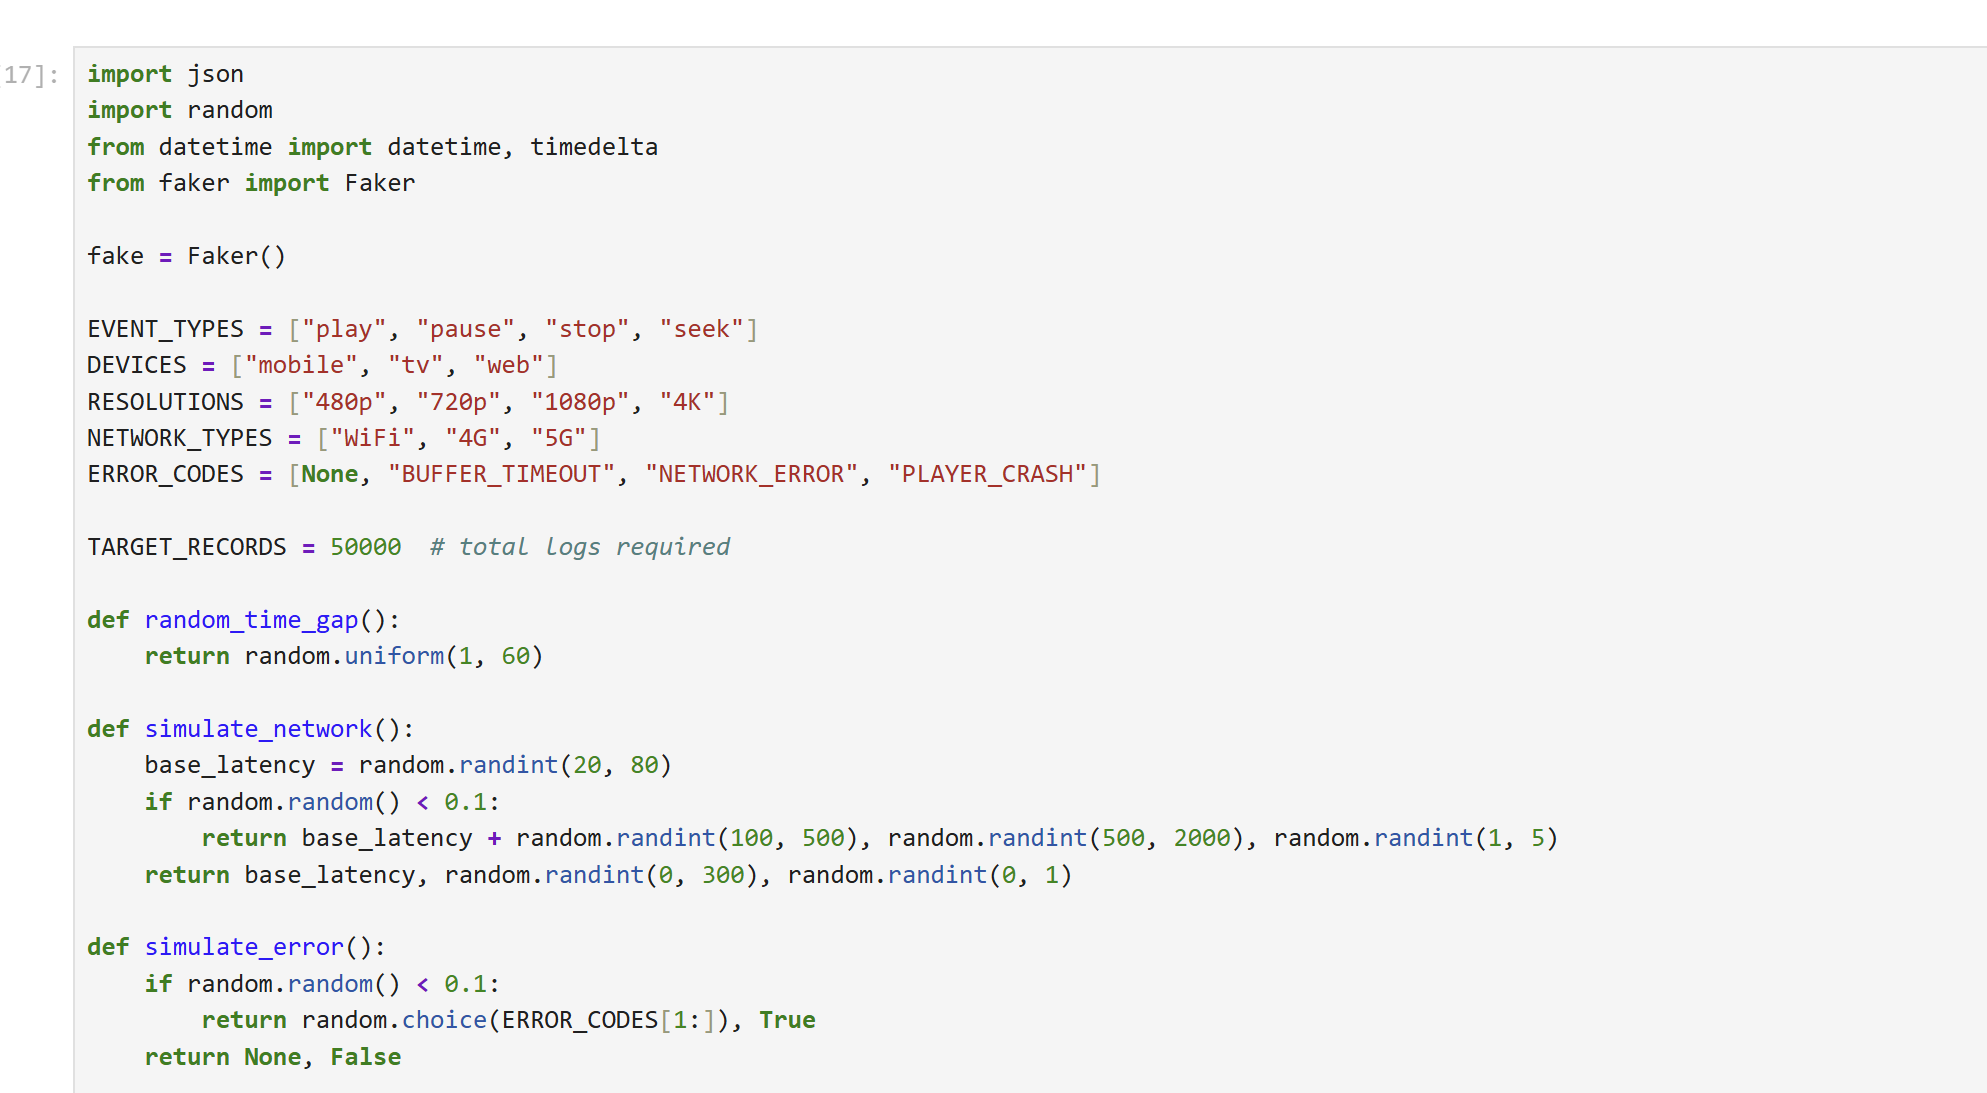 17]:
import json
import random
from datetime import datetime, timedelta
from faker import Faker

fake = Faker()

EVENT_TYPES = ["play", "pause", "stop", "seek"]
DEVICES = ["mobile", "tv", "web"]
RESOLUTIONS = ["480p", "720p", "1080p", "4K"]
NETWORK_TYPES = ["WiFi", "4G", "5G"]
ERROR_CODES = [None, "BUFFER_TIMEOUT", "NETWORK_ERROR", "PLAYER_CRASH"]

TARGET_RECORDS = 50000  # total logs required

def random_time_gap():
    return random.uniform(1, 60)

def simulate_network():
    base_latency = random.randint(20, 80)
    if random.random() < 0.1:
        return base_latency + random.randint(100, 500), random.randint(500, 2000), random.randint(1, 5)
    return base_latency, random.randint(0, 300), random.randint(0, 1)

def simulate_error():
    if random.random() < 0.1:
        return random.choice(ERROR_CODES[1:]), True
    return None, False